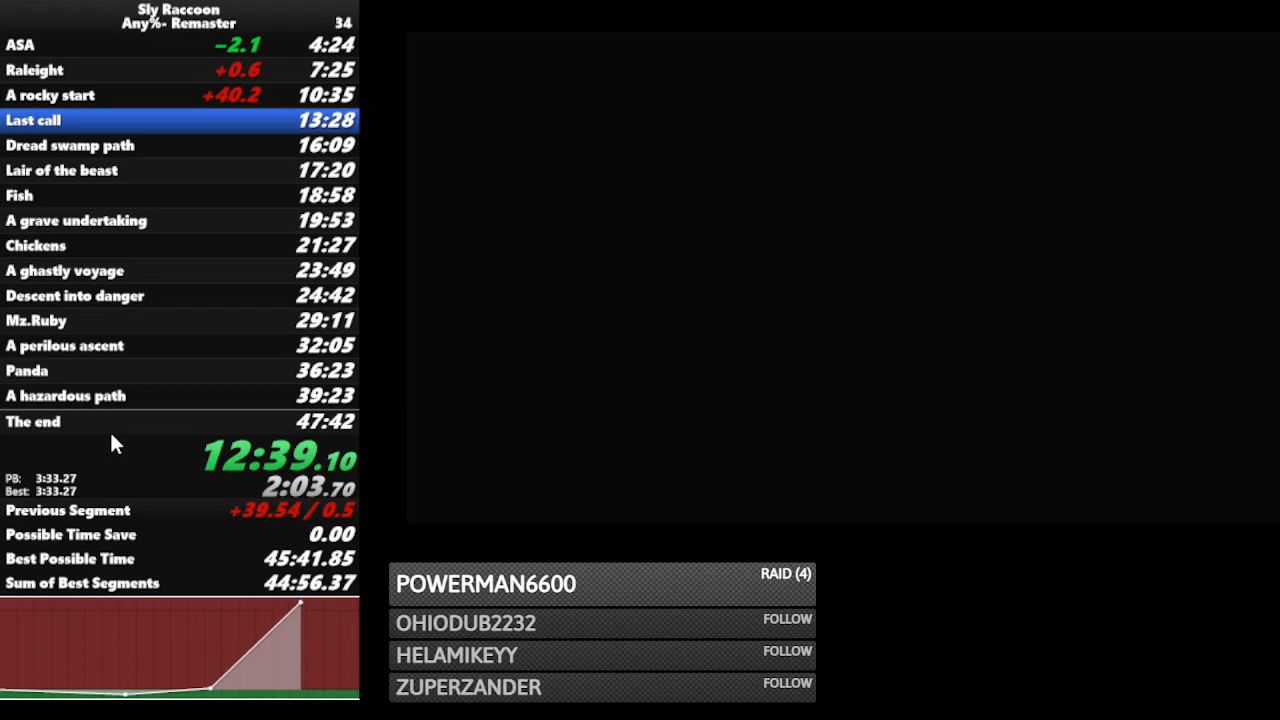 Sly Raccoon
Any%- Remaster 34
ASA −2.1 4:24
Raleight +0.6 7:25
A rocky start +40.2 10:35
Last call 13:28
Dread swamp path 16:09
Lair of the beast 17:20
Fish 18:58
A grave undertaking 19:53
Chickens 21:27
A ghastly voyage 23:49
Descent into danger 24:42
Mz.Ruby 29:11
A perilous ascent 32:05
Panda 36:23
A hazardous path 39:23
The end 47:42
12:39.10
PB: 3:33.27
Best: 3:33.27
2:03.70
Previous Segment +39.54 / 0.5
Possible Time Save 0.00
Best Possible Time 45:41.85
Sum of Best Segments 44:56.37
POWERMAN6600 RAID (4)
OHIODUB2232 FOLLOW
HELAMIKEYY FOLLOW
ZUPERZANDER FOLLOW